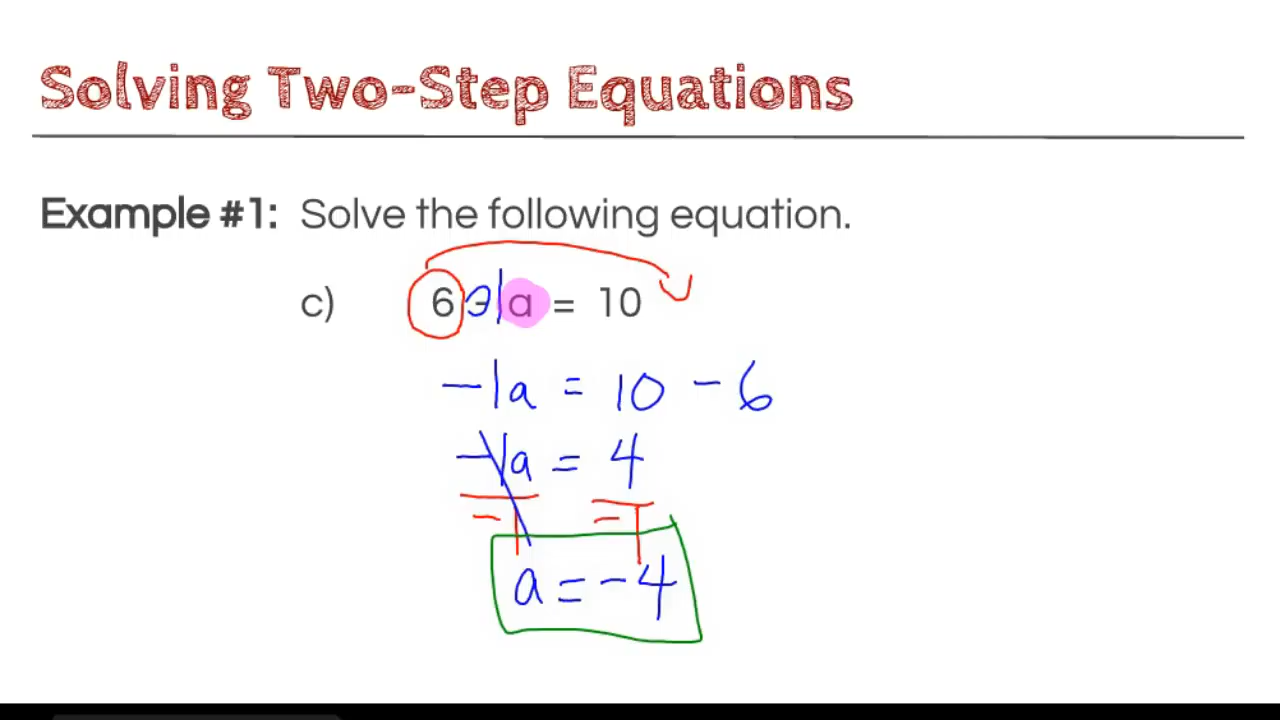 Solving Two-Step Equations
Example #1: Solve the following equation.
c) 6 - 1a = 10
-1a = 10 - 6
-1a = 4
-1 -1
a = -4